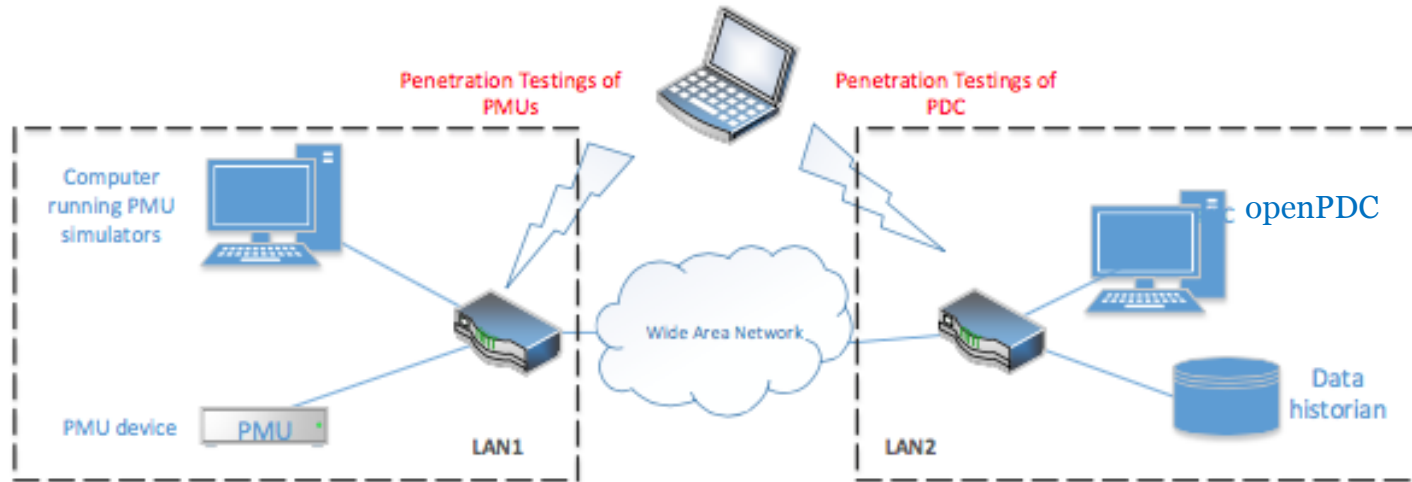 Penetration Testings of
PMUs
Penetration Testings of
PDC
Computer
running PMU
simulators
openPDC
Wide Area Network
PMU device
PMU
LAN1
LAN2
Data
historian